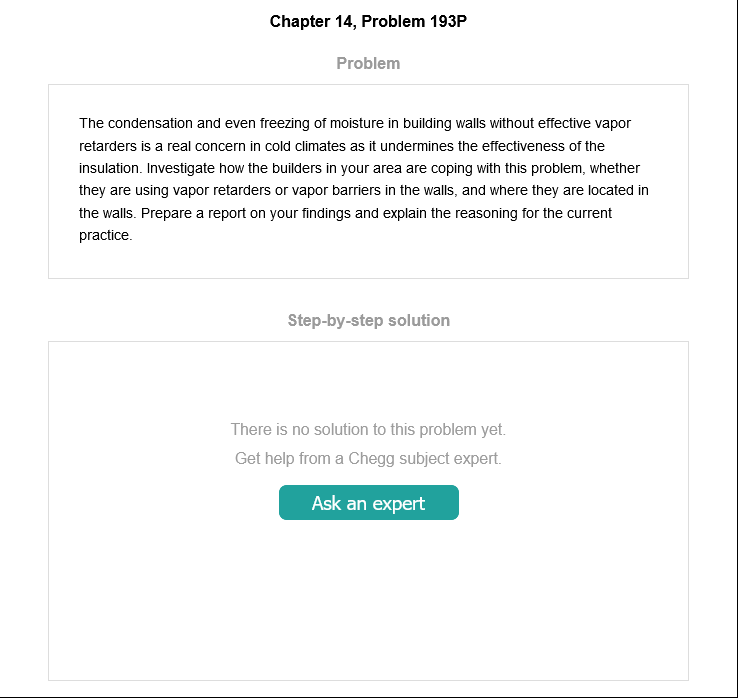 Chapter 14, Problem 193P
Problem
The condensation and even freezing of moisture in building walls without effective vapor
retarders is a real concern in cold climates as it undermines the effectiveness of the
insulation. Investigate how the builders in your area are coping with this problem, whether
they are using vapor retarders or vapor barriers in the walls, and where they are located in
the walls. Prepare a report on your findings and explain the reasoning for the current
practice.
Step-by-step solution
There is no solution to this problem yet.
Get help from a Chegg subject expert.
Ask an expert